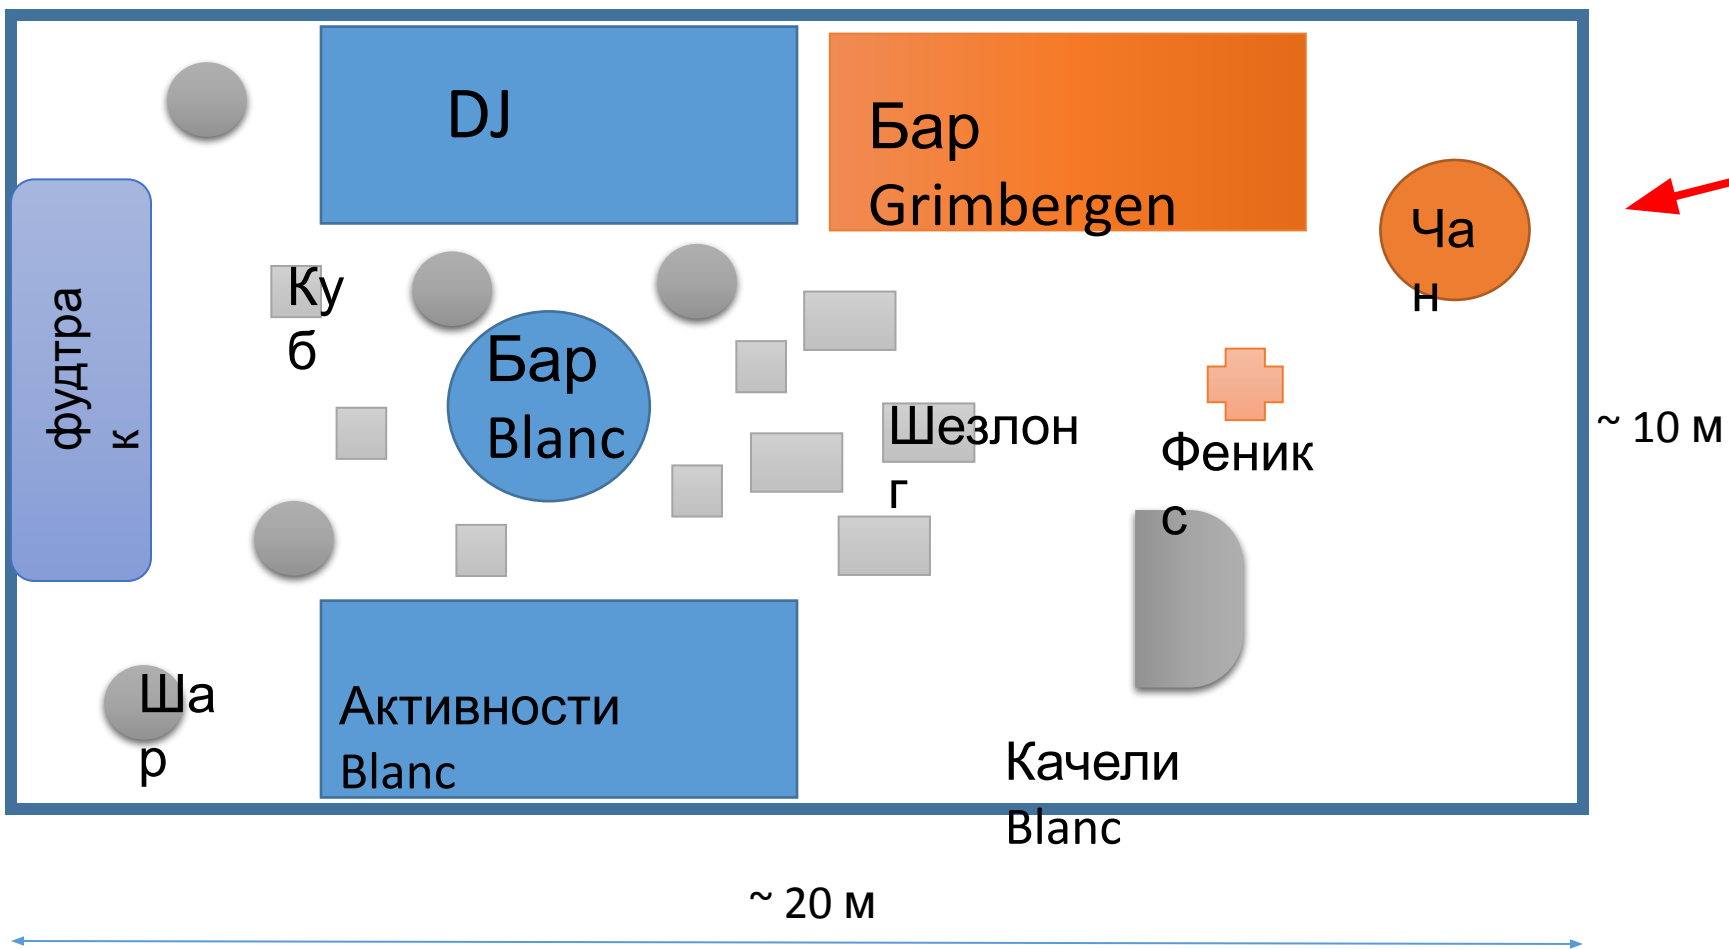 DJ
Бар
Grimbergen
Ча
н
фудтра
к
Ку
б
Бар
Blanc
Шезлон
г
Феник
с
~ 10 м
Ша
р
Активности
Blanc
Качели
Blanc
~ 20 м